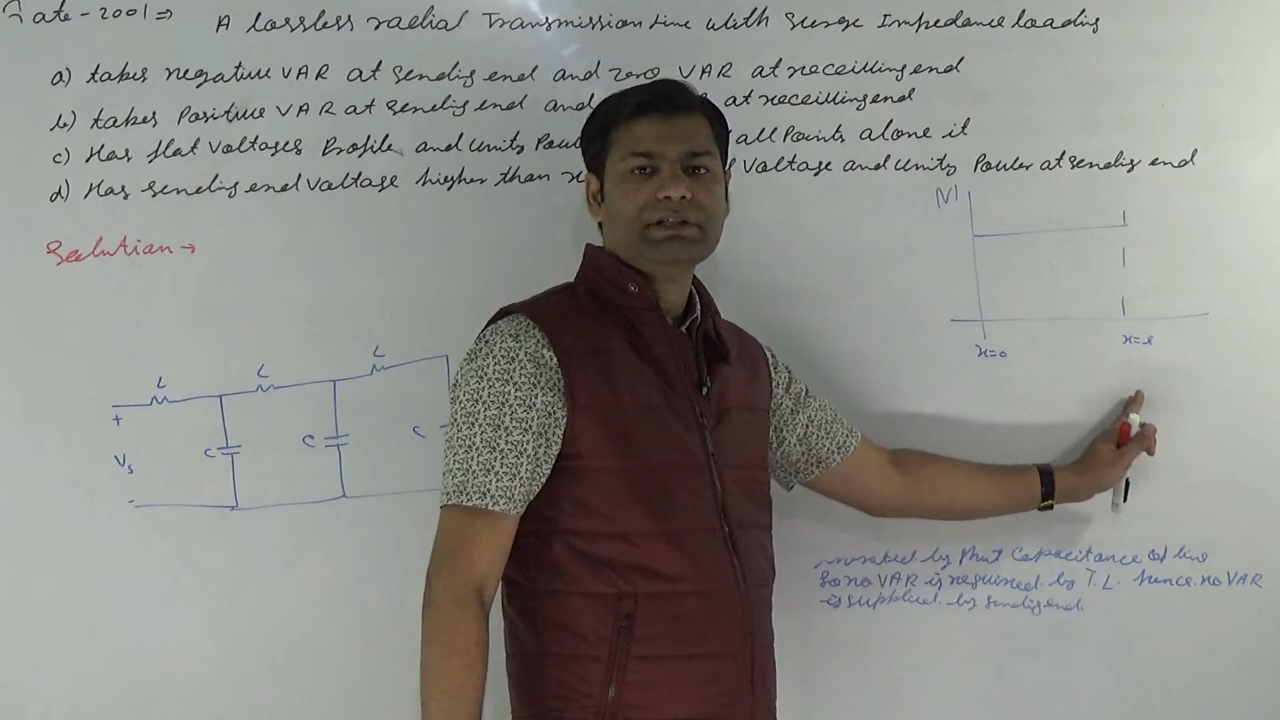 Gate - 2001 ⇒ A lossless radial Transmission Line with Surge Impedance loading
a) takes negative VAR at sending end and zero VAR at receiving end
b) takes Positive VAR at sending end and at receiving end
c) Has flat voltages Profile and unity all Points alone it
d) Has sending end Voltage higher than Voltage and unity Power at sending end
Solution →
|V|
x=0
x=l
L
L
L
+
Vs
-
C
C
C
by Capacitance of line
So no VAR is required by T.L. hence no VAR
is supplied by sending end.